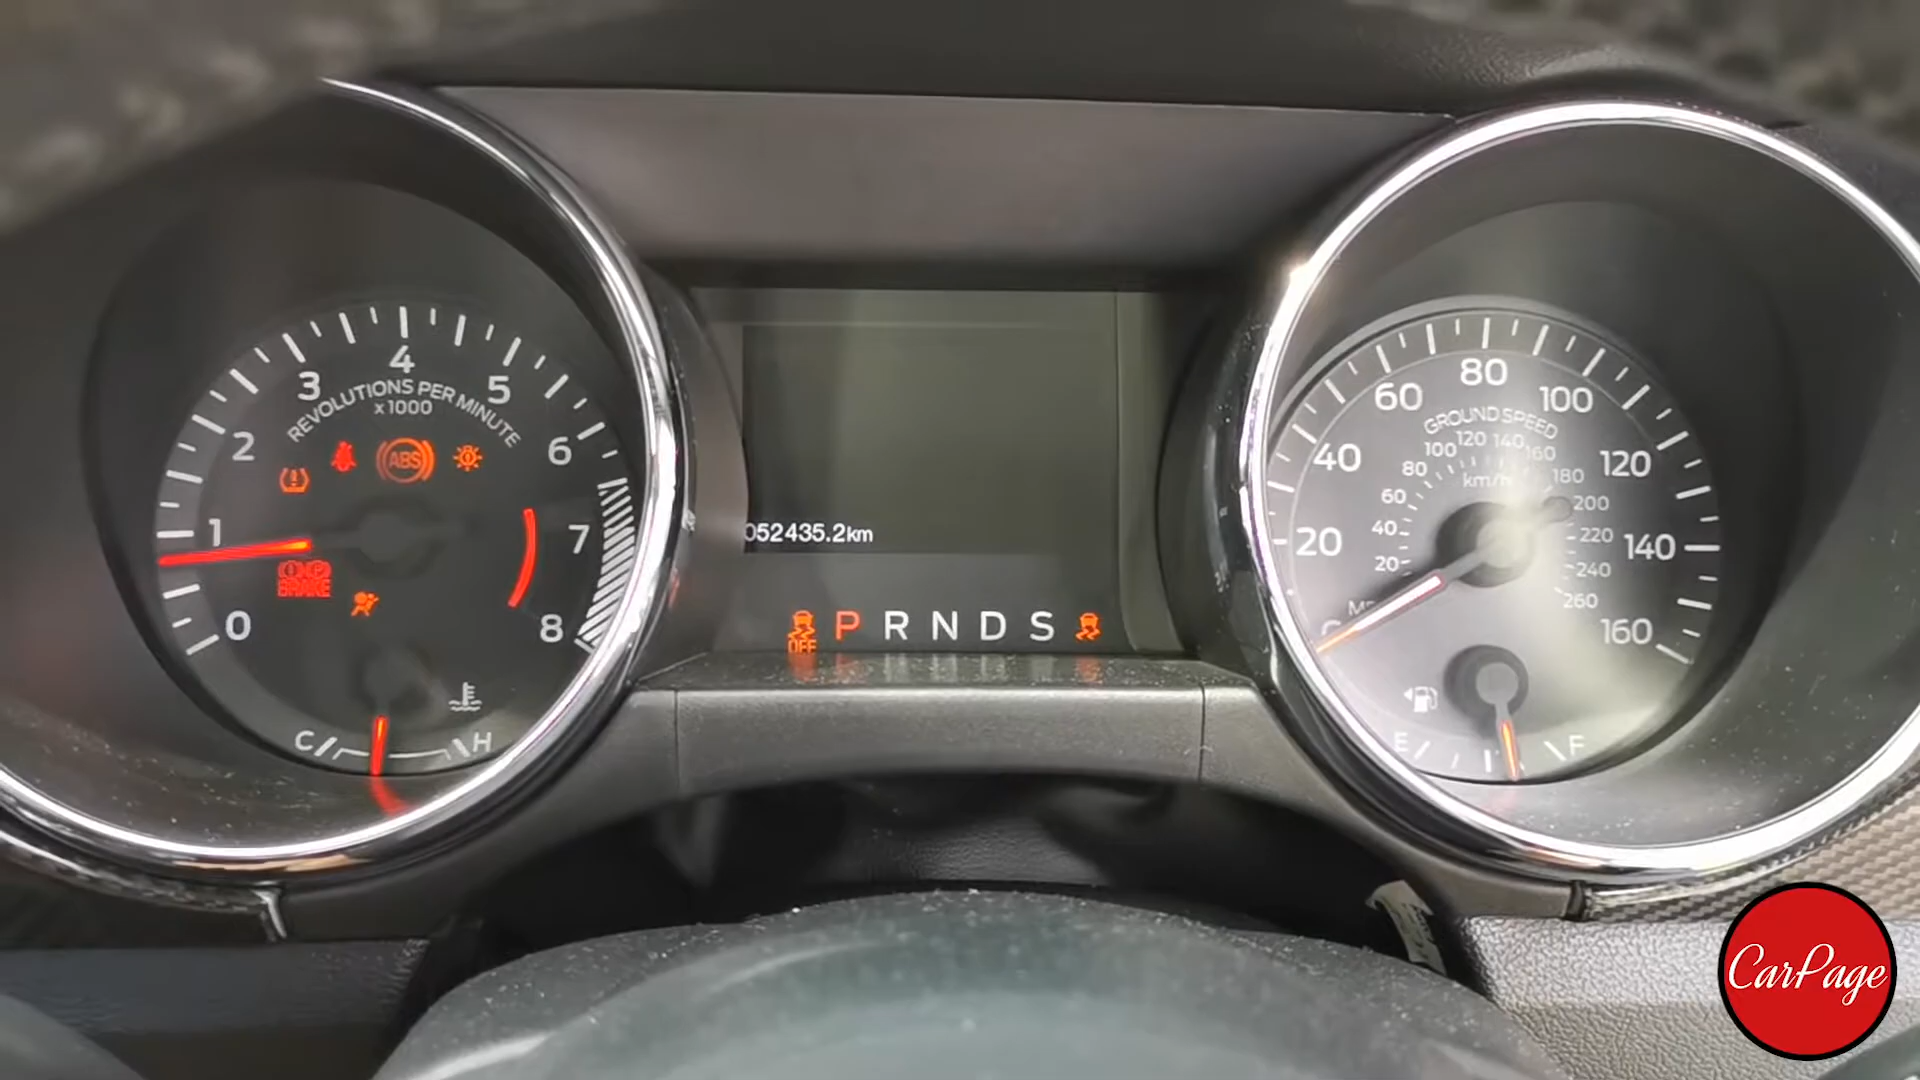 0
1
2
3
4
5
6
7
8
REVOLUTIONS PER MINUTE
x1000
ABS
BRAKE
C
H
052435.2km
OFF
P R N D S
20
40
60
80
100
120
140
160
GROUND SPEED
20
40
60
80
100
120
140
160
180
200
220
240
260
km/h
E
F
CarPage